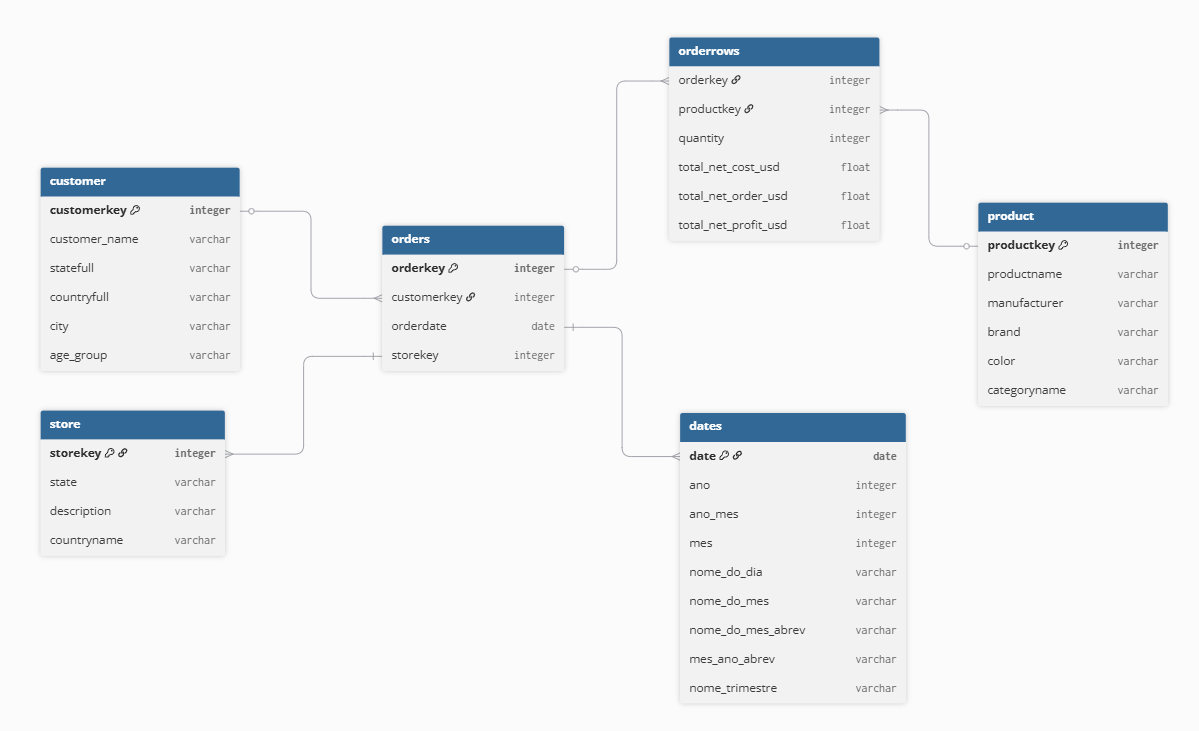 customer
customerkey integer
customer_name varchar
statefull varchar
countryfull varchar
city varchar
age_group varchar
store
storekey integer
state varchar
description varchar
countryname varchar
orders
orderkey integer
customerkey integer
orderdate date
storekey integer
orderrows
orderkey integer
productkey integer
quantity integer
total_net_cost_usd float
total_net_order_usd float
total_net_profit_usd float
dates
date date
ano integer
ano_mes integer
mes integer
nome_do_dia varchar
nome_do_mes varchar
nome_do_mes_abrev varchar
mes_ano_abrev varchar
nome_trimestre varchar
product
productkey integer
productname varchar
manufacturer varchar
brand varchar
color varchar
categoryname varchar